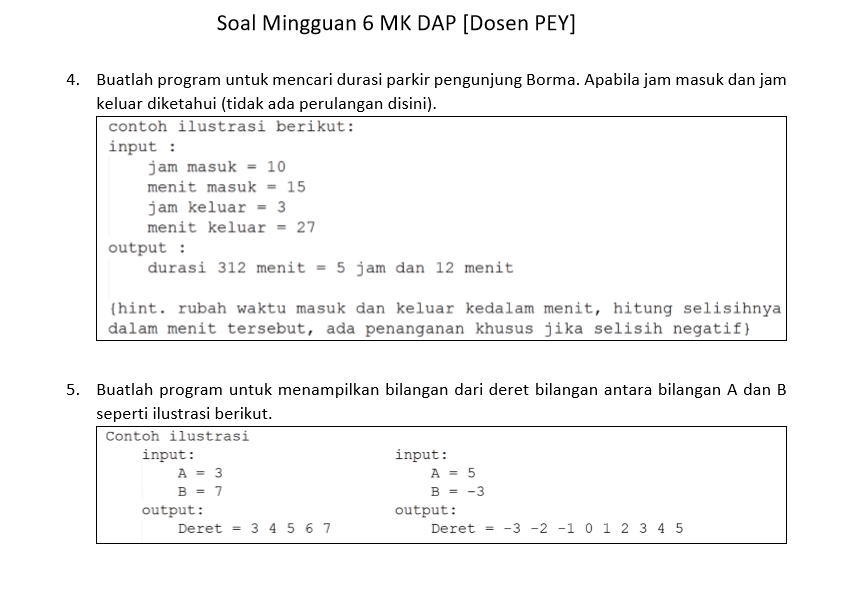 Soal Mingguan 6 MK DAP [Dosen PEY]
4. Buatlah program untuk mencari durasi parkir pengunjung Borma. Apabila jam masuk dan jam
keluar diketahui (tidak ada perulangan disini).
contoh ilustrasi berikut:
input :
jam masuk = 10
menit masuk = 15
jam keluar = 3
menit keluar = 27
output :
durasi 312 menit = 5 jam dan 12 menit
{hint. rubah waktu masuk dan keluar kedalam menit, hitung selisihnya
dalam menit tersebut, ada penanganan khusus jika selisih negatif}
5. Buatlah program untuk menampilkan bilangan dari deret bilangan antara bilangan A dan B
seperti ilustrasi berikut.
Contoh ilustrasi
input:
A = 3
B = 7
output:
Deret = 3 4 5 6 7
input:
A = 5
B = -3
output:
Deret = -3 -2 -1 0 1 2 3 4 5